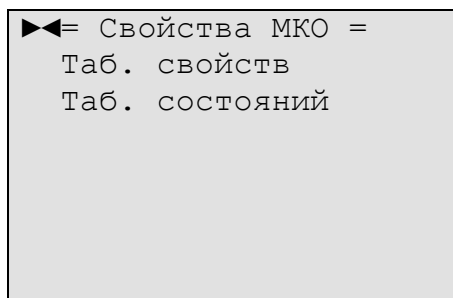 ►◄= Свойства МКО =
Таб. свойств
Таб. состояний